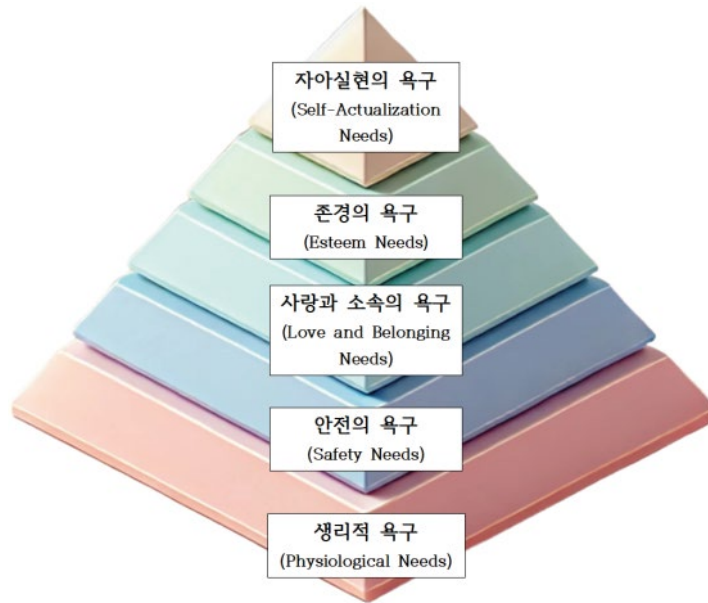 자아실현의 욕구
(Self-Actualization
Needs)
존경의 욕구
(Esteem Needs)
사랑과 소속의 욕구
(Love and Belonging
Needs)
안전의 욕구
(Safety Needs)
생리적 욕구
(Physiological Needs)